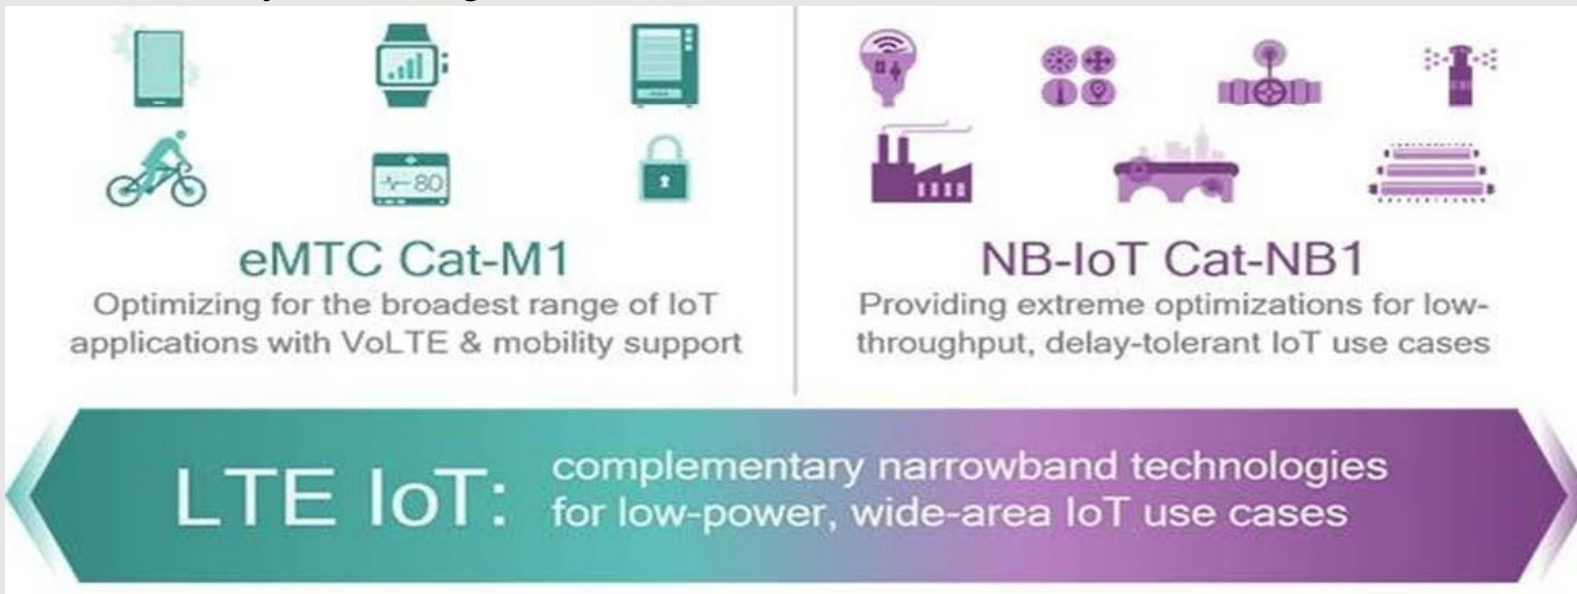 80
eMTC Cat-M1
Optimizing for the broadest range of IoT
applications with VoLTE & mobility support
NB-IoT Cat-NB1
Providing extreme optimizations for low-
throughput, delay-tolerant IoT use cases
LTE IoT:
complementary narrowband technologies
for low-power, wide-area IoT use cases